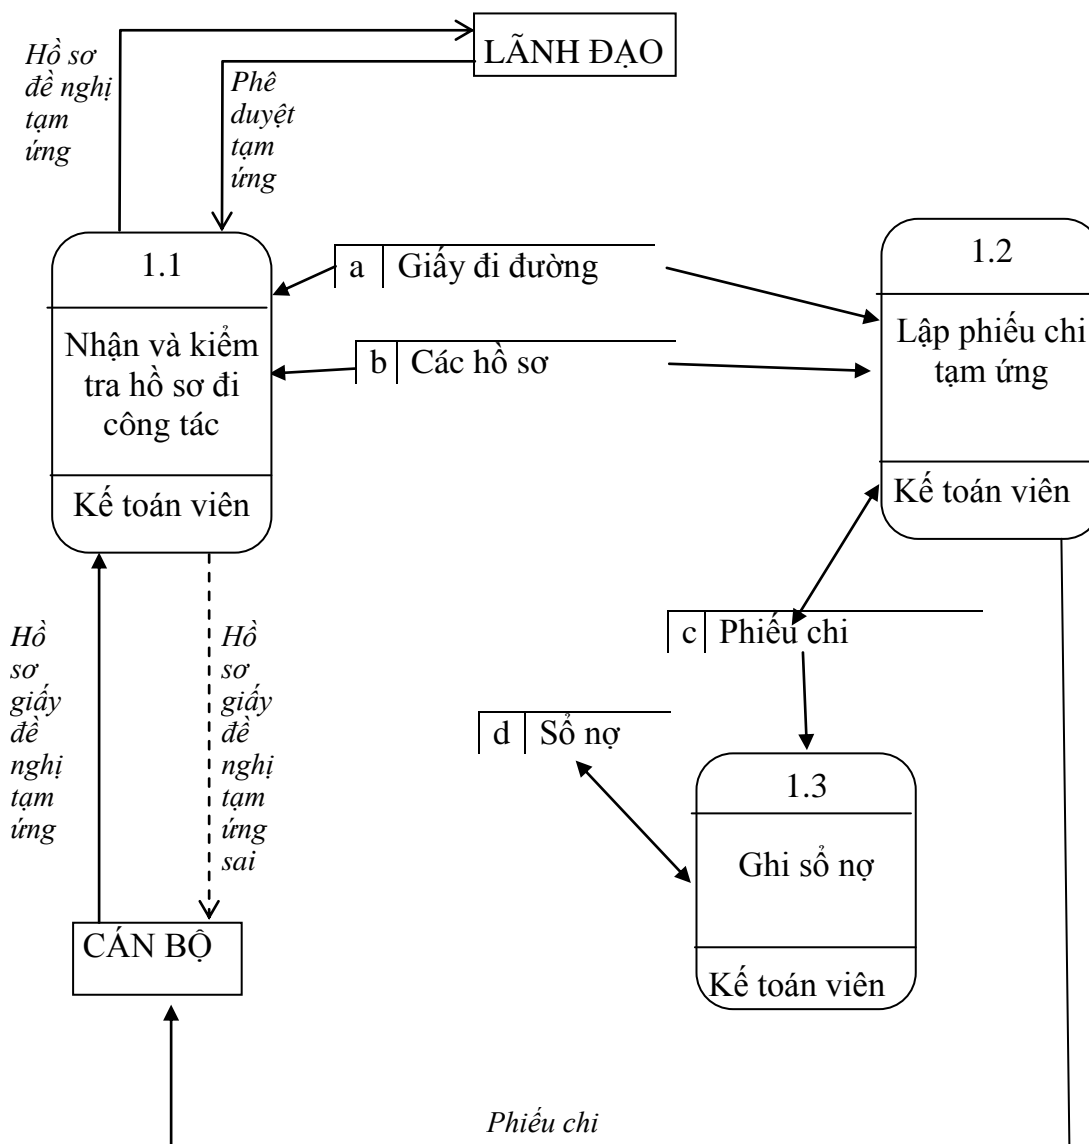 LÃNH ĐẠO
Hồ sơ
đề nghị
tạm
ứng
Phê
duyệt
tạm
ứng
1.1
Nhận và kiểm
tra hồ sơ đi
công tác
Kế toán viên
a Giấy đi đường
b Các hồ sơ
1.2
Lập phiếu chi
tạm ứng
Kế toán viên
c Phiếu chi
d Sổ nợ
1.3
Ghi sổ nợ
Kế toán viên
Hồ
sơ
giấy
đề
nghị
tạm
ứng
Hồ
sơ
giấy
đề
nghị
tạm
ứng
sai
CÁN BỘ
Phiếu chi